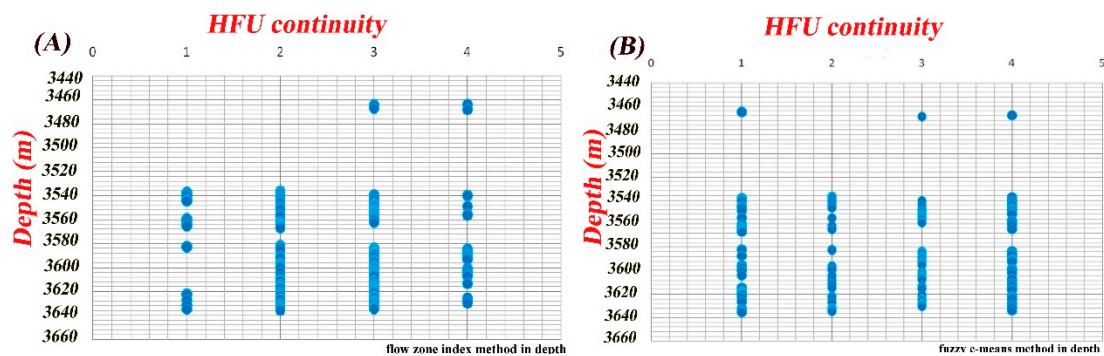 HFU continuity
(A)
0 1 2 3 4 5
3440
3460
3480
3500
3520
3540
3560
3580
3600
3620
3640
3660
Depth (m)
flow zone index method in depth
HFU continuity
(B)
0 1 2 3 4 5
3440
3460
3480
3500
3520
3540
3560
3580
3600
3620
3640
3660
Depth (m)
fuzzy c-means method in depth